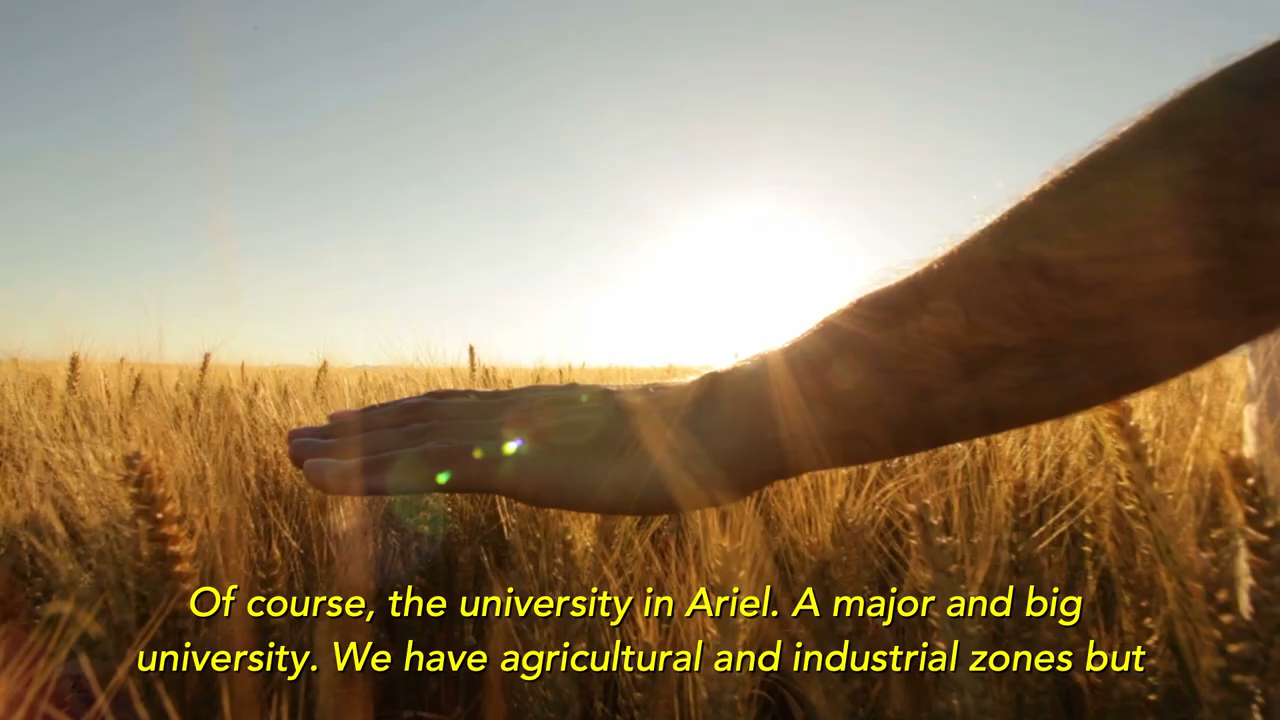 Of course, the university in Ariel. A major and big
university. We have agricultural and industrial zones but